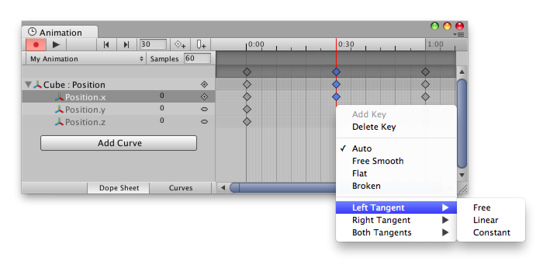 Animation
30 0:00 0:30 1:00
My Animation Samples 60
Cube : Position
Position.x 0
Position.y 0
Position.z 0
Add Curve
Dope Sheet Curves
Add Key
Delete Key
✓ Auto
Free Smooth
Flat
Broken
Left Tangent
Right Tangent
Both Tangents
Free
Linear
Constant